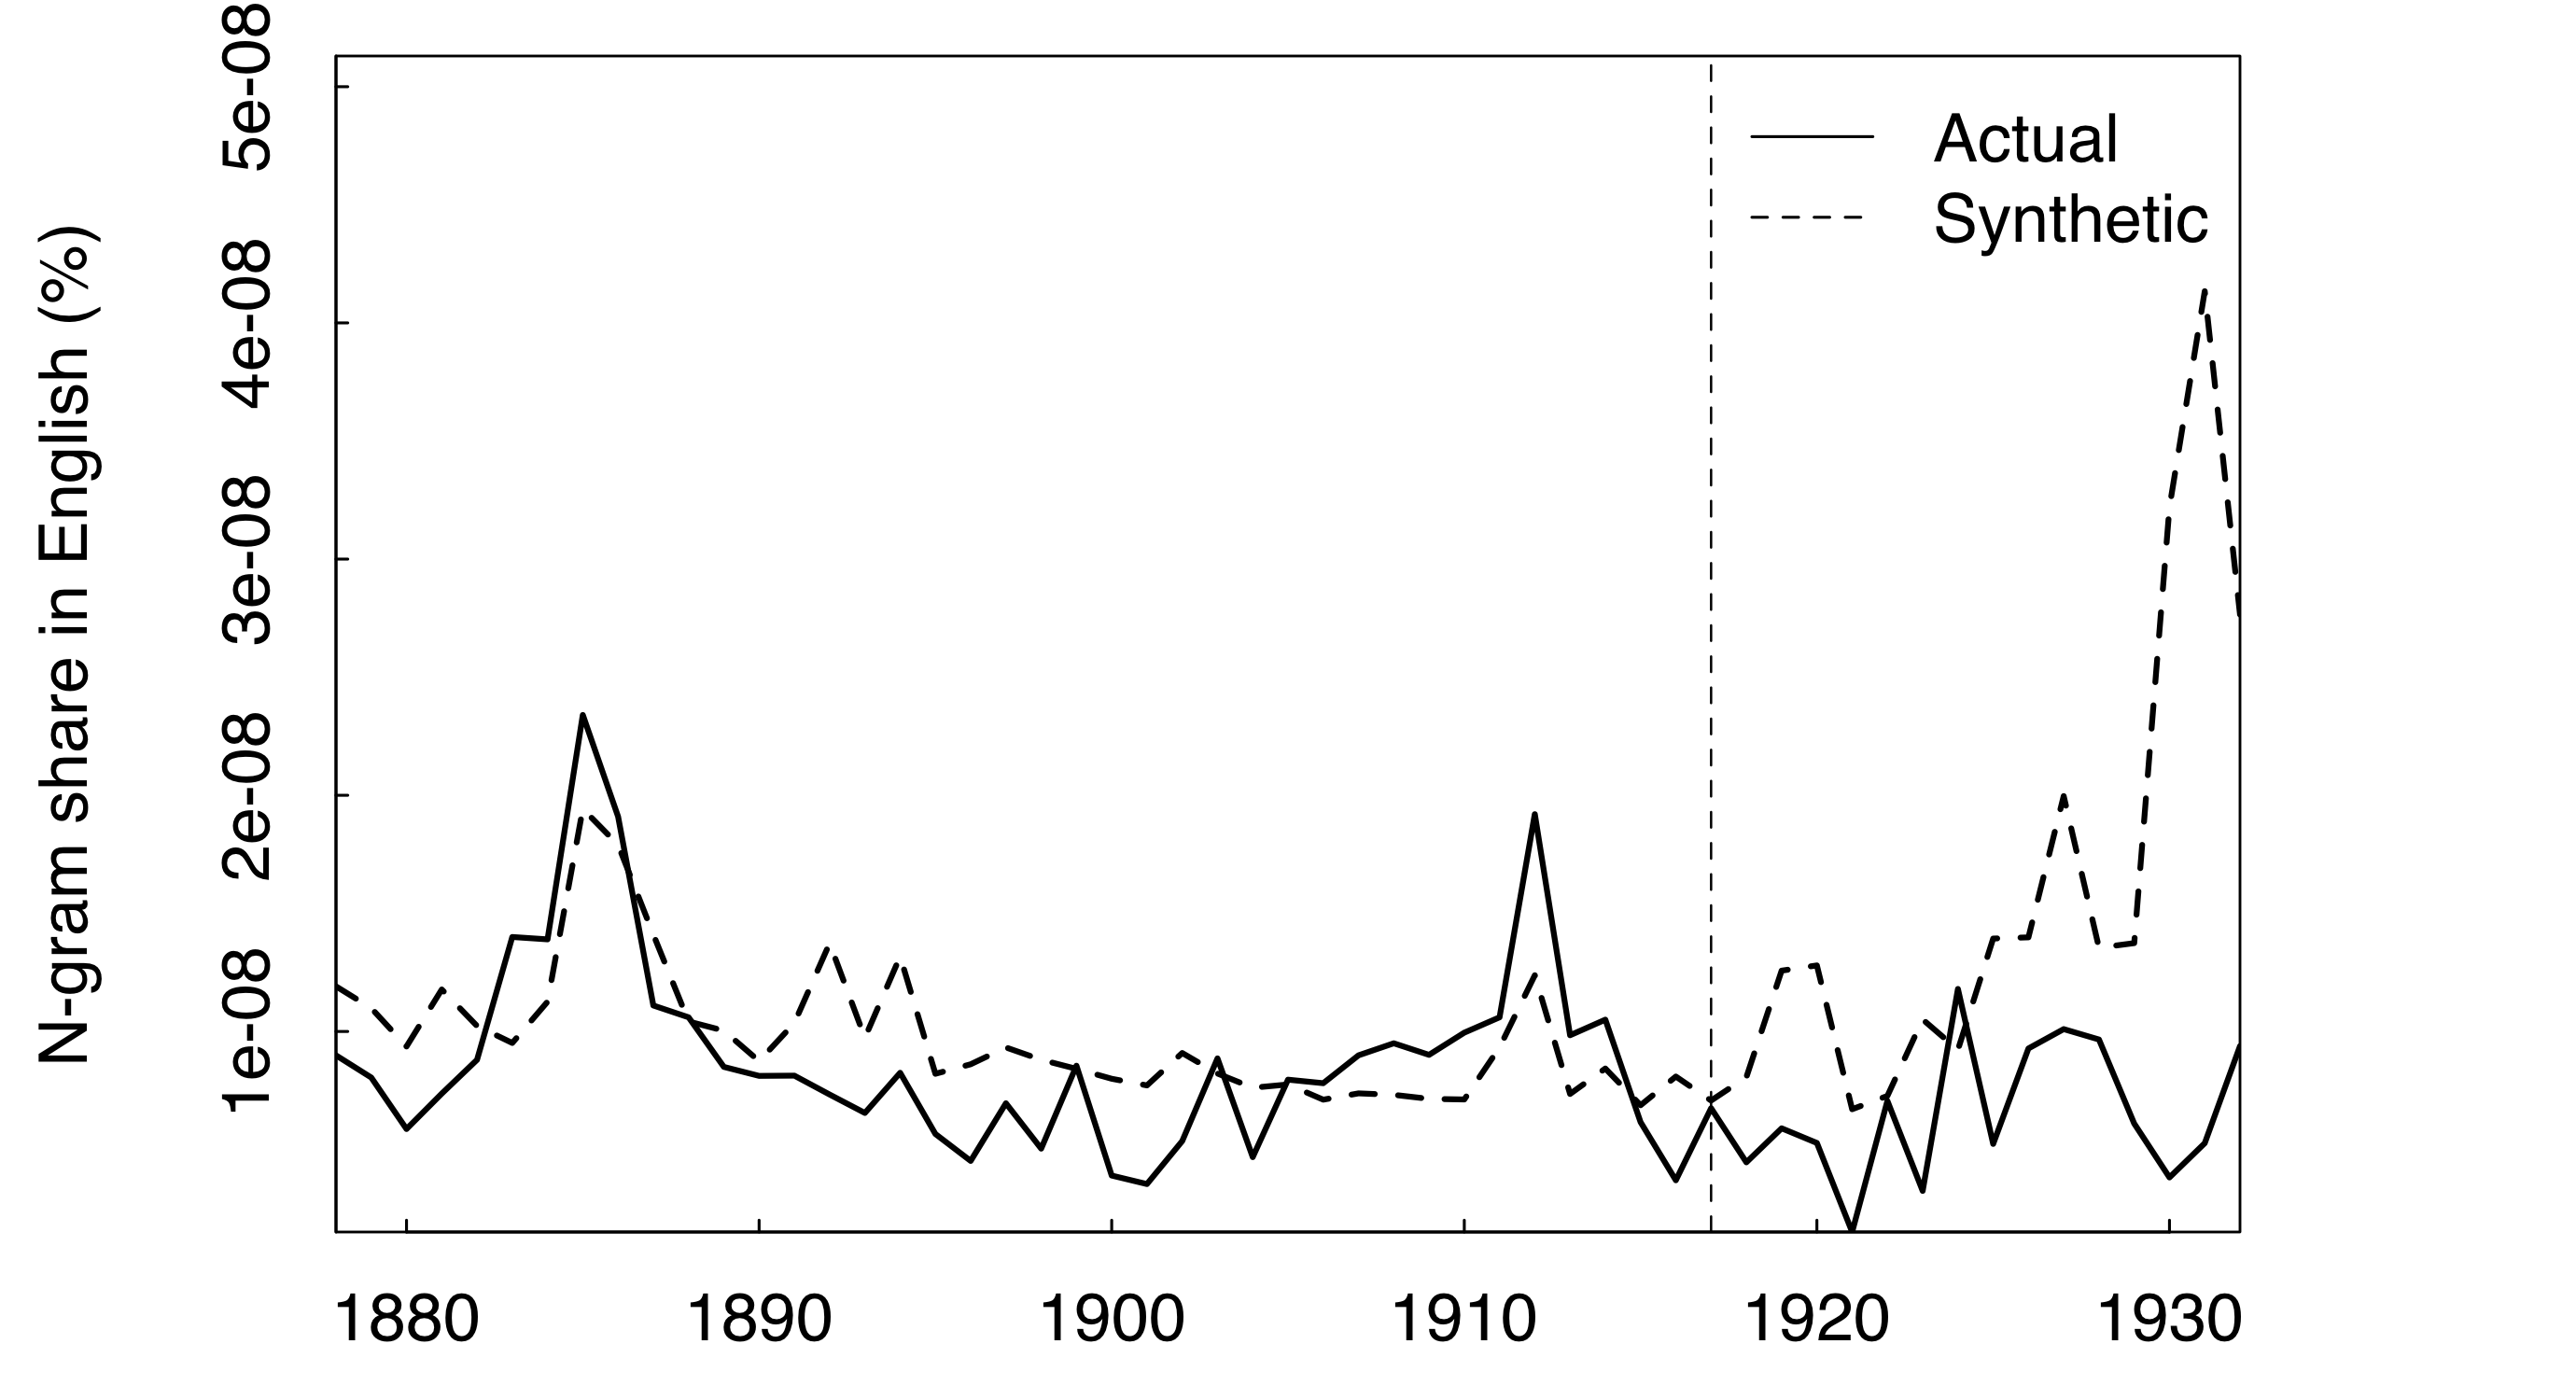 N-gram share in English (%)
5e-08
4e-08
3e-08
2e-08
1e-08
Actual
Synthetic
1880 1890 1900 1910 1920 1930